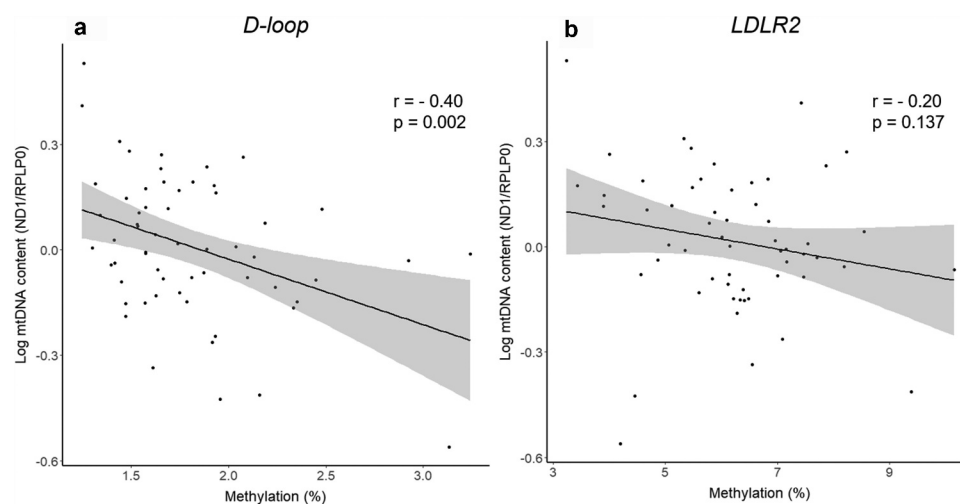 a
D-loop
r = - 0.40
p = 0.002
0.3
0.0
-0.3
-0.6
Log mtDNA content (ND1/RPLP0)
1.5 2.0 2.5 3.0
Methylation (%)
b
LDLR2
r = - 0.20
p = 0.137
0.3
0.0
-0.3
-0.6
Log mtDNA content (ND1/RPLP0)
3 5 7 9
Methylation (%)